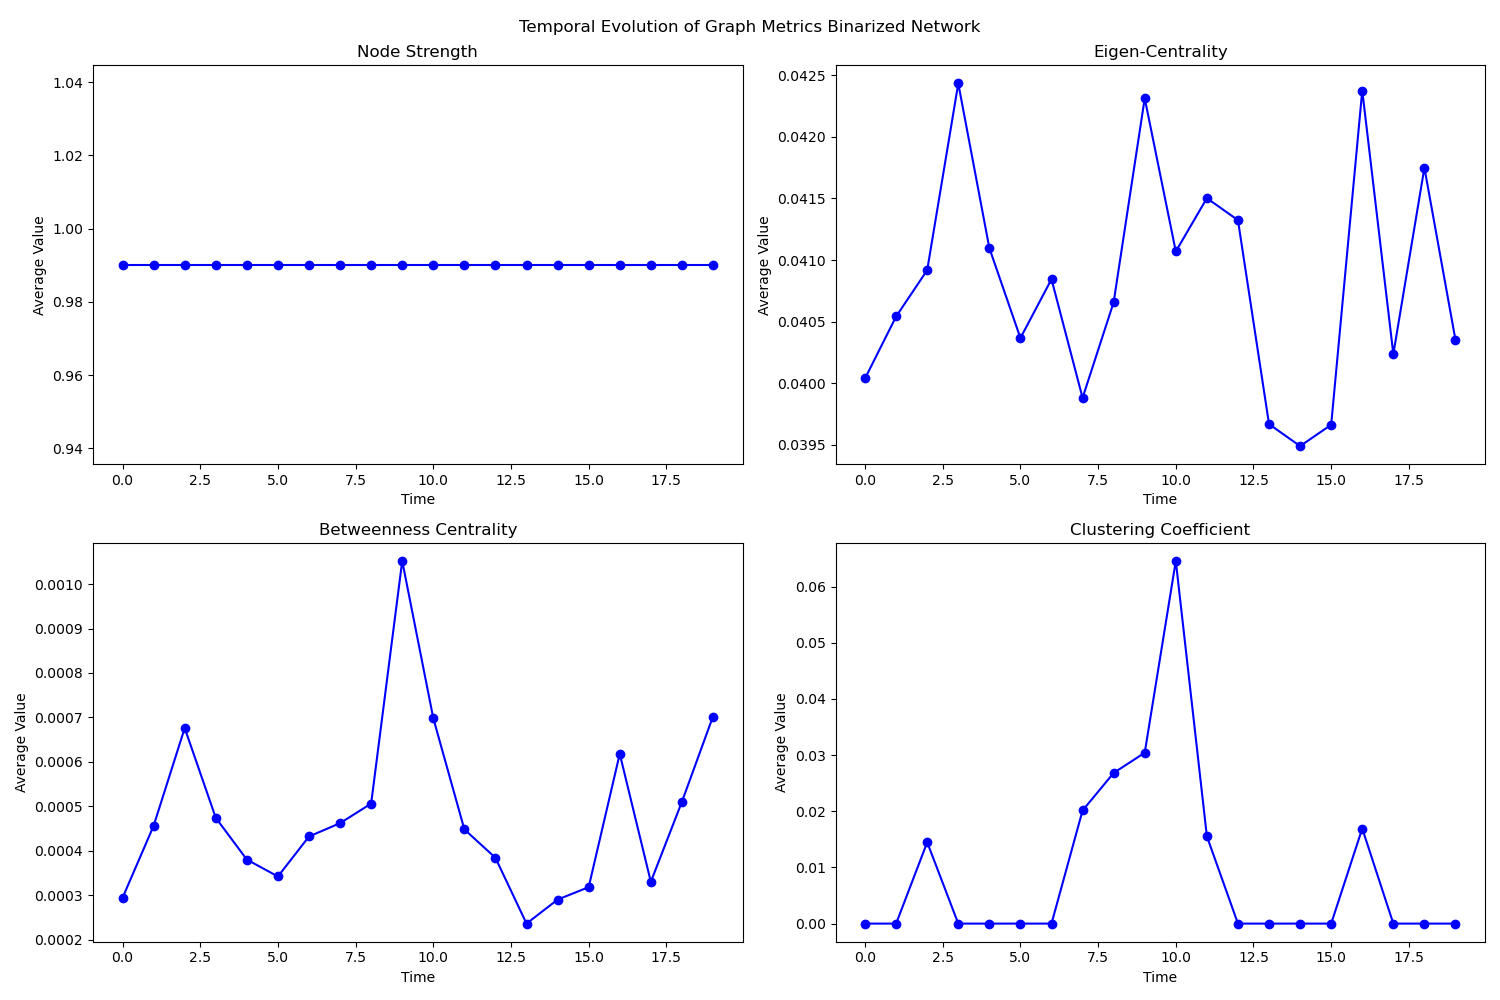 Temporal Evolution of Graph Metrics Binarized Network
Node Strength
Average Value
1.04
1.02
1.00
0.98
0.96
0.94
0.0 2.5 5.0 7.5 10.0 12.5 15.0 17.5
Time
Eigen-Centrality
Average Value
0.0425
0.0420
0.0415
0.0410
0.0405
0.0400
0.0395
0.0 2.5 5.0 7.5 10.0 12.5 15.0 17.5
Time
Betweenness Centrality
Average Value
0.0010
0.0009
0.0008
0.0007
0.0006
0.0005
0.0004
0.0003
0.0002
0.0 2.5 5.0 7.5 10.0 12.5 15.0 17.5
Time
Clustering Coefficient
Average Value
0.06
0.05
0.04
0.03
0.02
0.01
0.00
0.0 2.5 5.0 7.5 10.0 12.5 15.0 17.5
Time